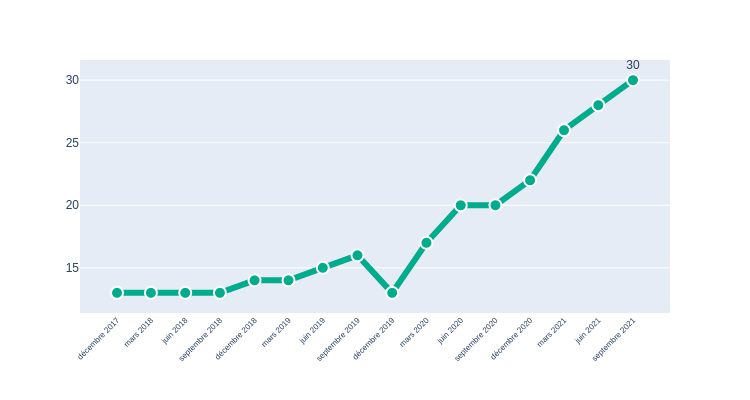 30
30
25
20
15
décembre 2017
mars 2018
juin 2018
septembre 2018
décembre 2018
mars 2019
juin 2019
septembre 2019
décembre 2019
mars 2020
juin 2020
septembre 2020
décembre 2020
mars 2021
juin 2021
septembre 2021